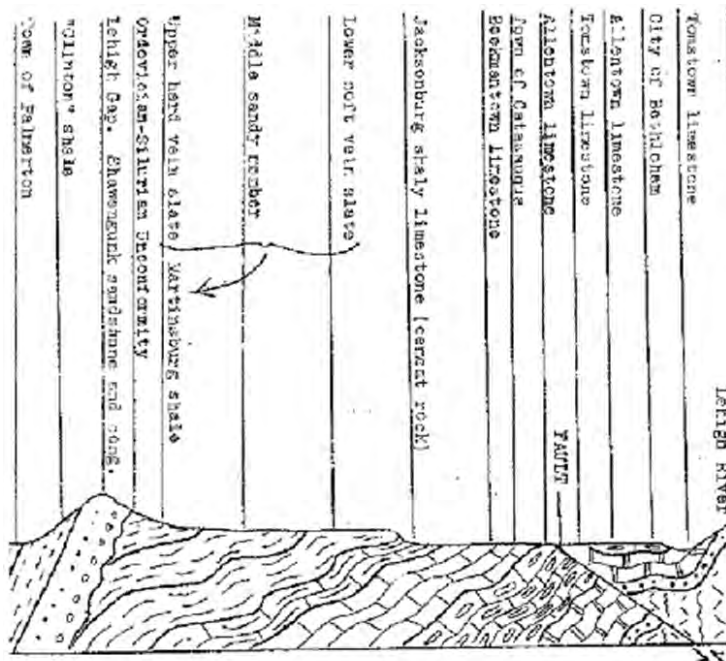 Town of Palmerton
"Clinton" shale
Lehigh Gap. Shawangunk sandstone and cong.
Ordovician-Silurian Unconformity
Upper hard vein slate Martinsburg shale
Middle sandy member
Lower soft vein slate
Jacksonburg shaly limestone (cement rock)
Beekmantown limestone
Town of Catasauqua
Allentown limestone
Tomstown limestone
Allentown limestone
City of Bethlehem
Tomstown limestone
Lehigh River
FAULT